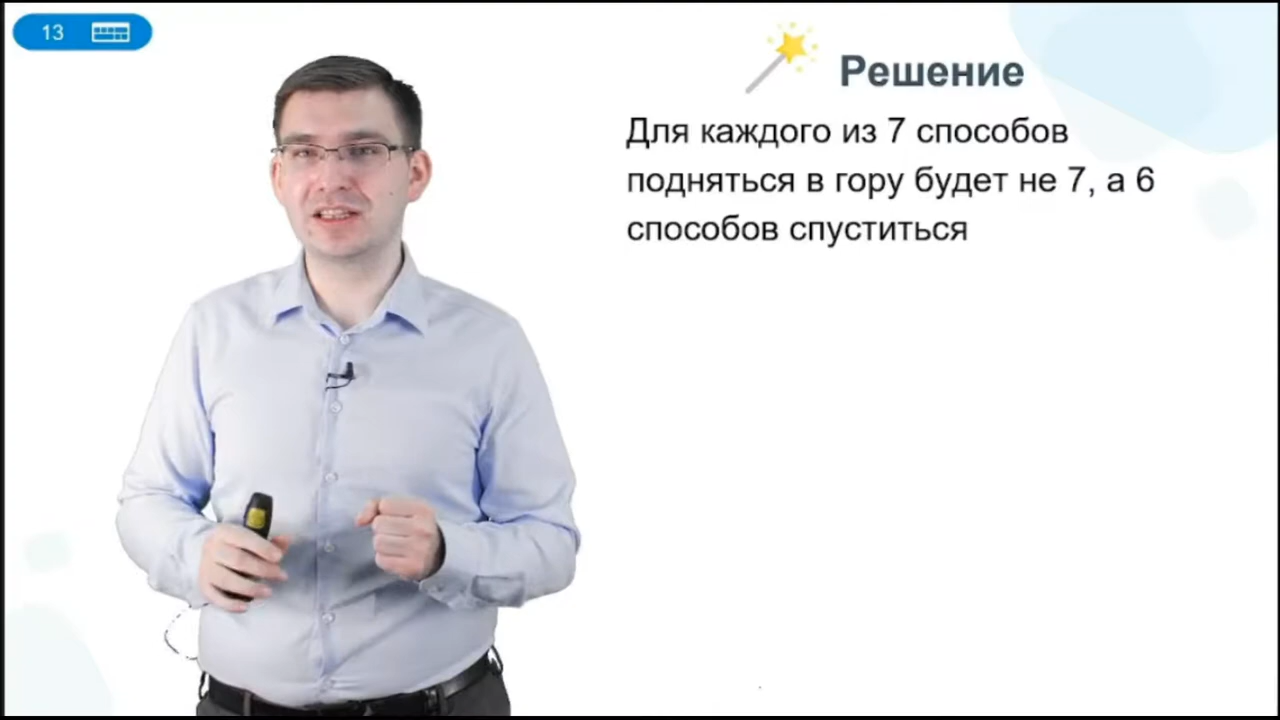 13
Решение
Для каждого из 7 способов
подняться в гору будет не 7, а 6
способов спуститься